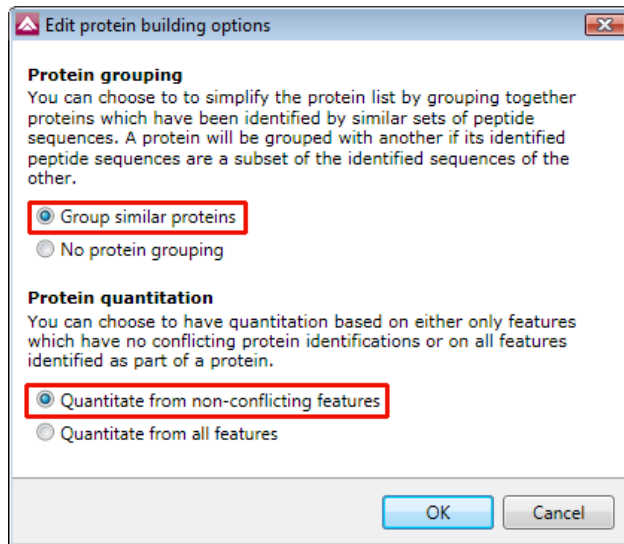 Edit protein building options
Protein grouping
You can choose to to simplify the protein list by grouping together
proteins which have been identified by similar sets of peptide
sequences. A protein will be grouped with another if its identified
peptide sequences are a subset of the identified sequences of the
other.
Group similar proteins
No protein grouping
Protein quantitation
You can choose to have quantitation based on either only features
which have no conflicting protein identifications or on all features
identified as part of a protein.
Quantitate from non-conflicting features
Quantitate from all features
OK Cancel